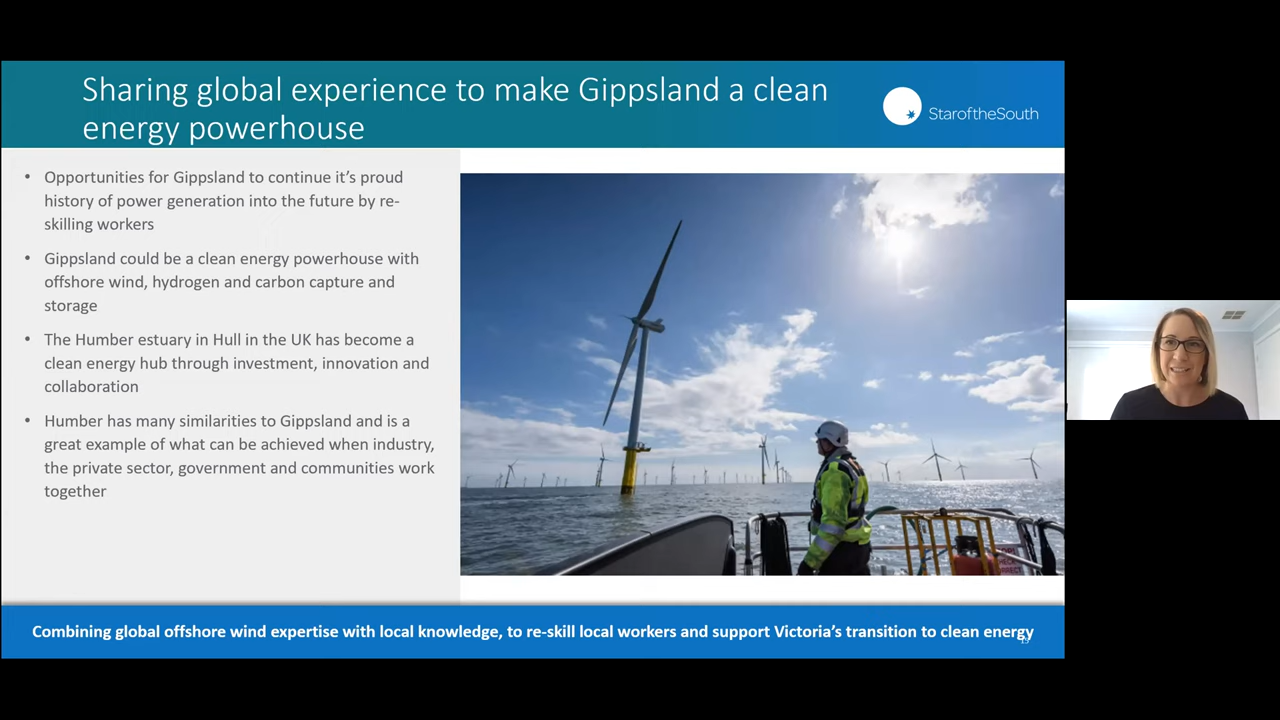 Sharing global experience to make Gippsland a clean
energy powerhouse
StaroftheSouth
• Opportunities for Gippsland to continue it's proud
history of power generation into the future by re-
skilling workers
• Gippsland could be a clean energy powerhouse with
offshore wind, hydrogen and carbon capture and
storage
• The Humber estuary in Hull in the UK has become a
clean energy hub through investment, innovation and
collaboration
• Humber has many similarities to Gippsland and is a
great example of what can be achieved when industry,
the private sector, government and communities work
together
Combining global offshore wind expertise with local knowledge, to re-skill local workers and support Victoria's transition to clean energy